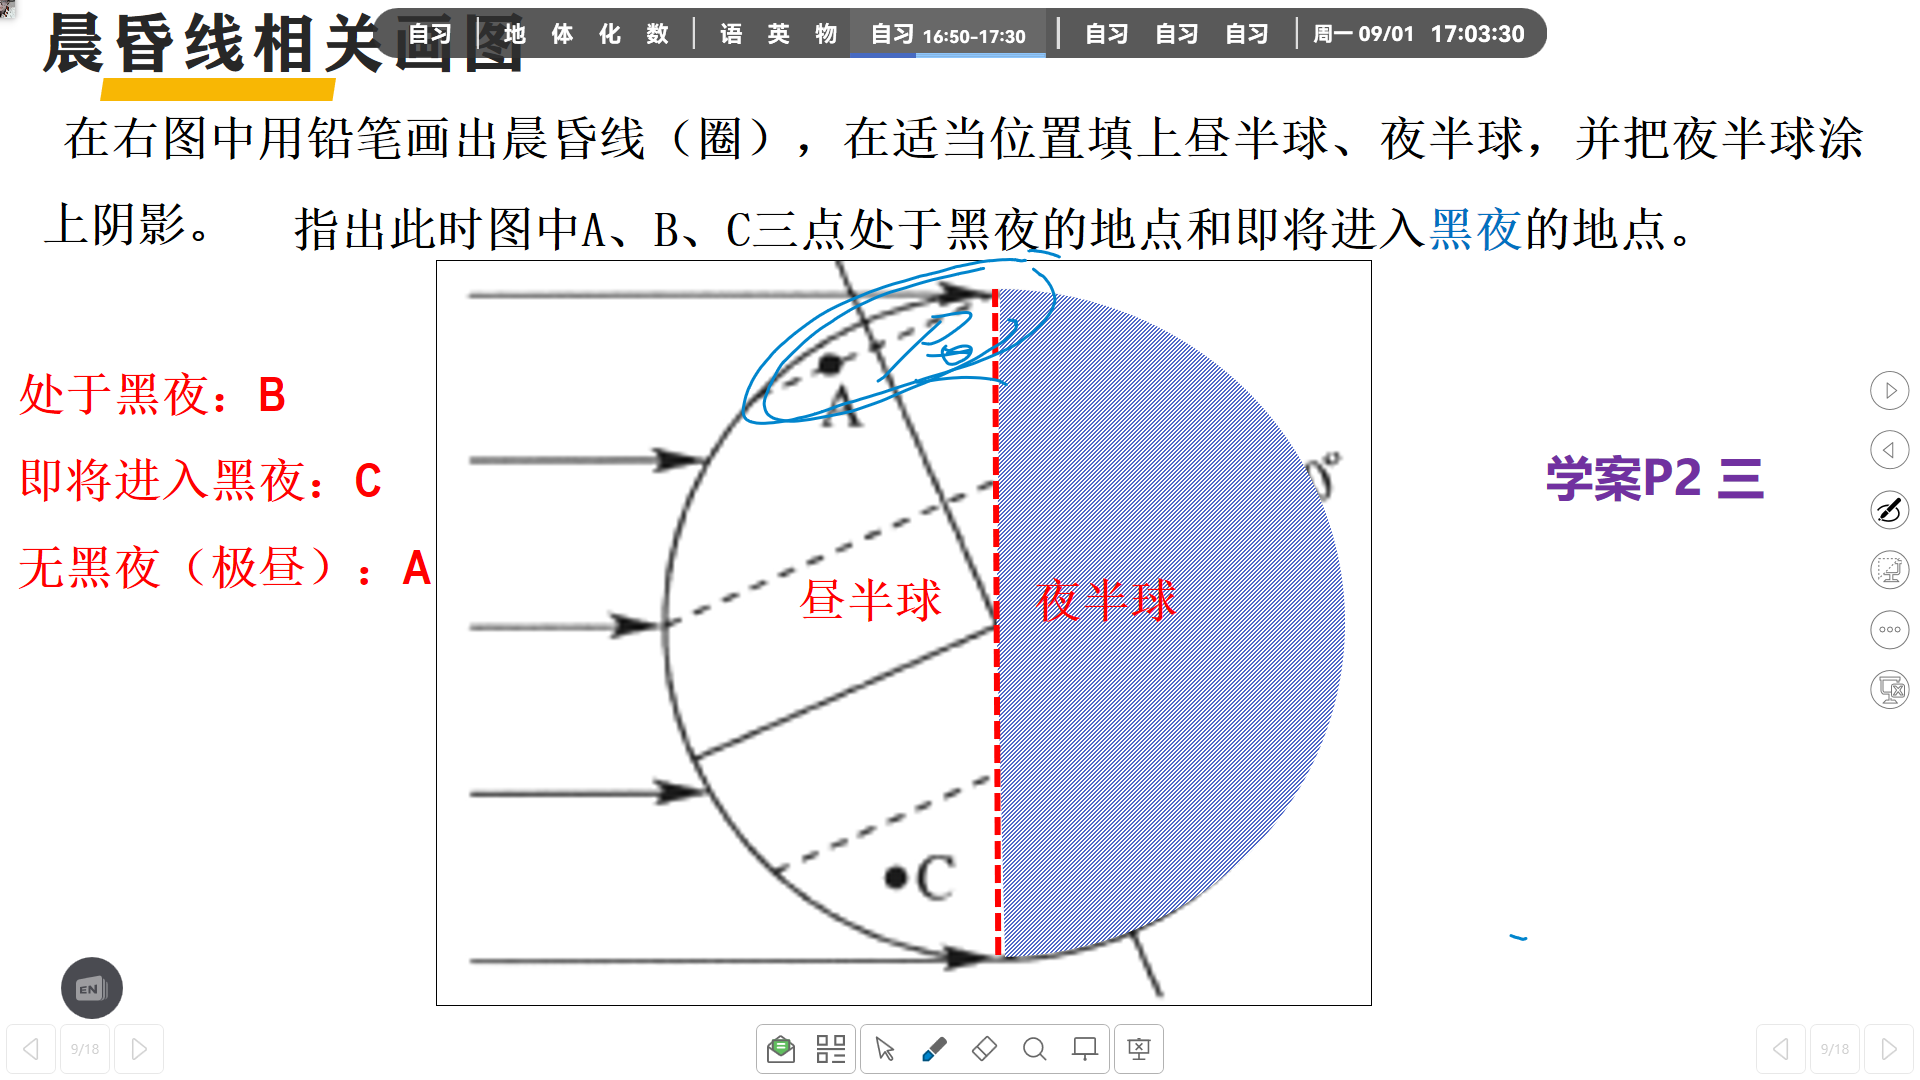 晨昏线相关画图
自习 地 体 化 数 语 英 物 自习 16:50-17:30 自习 自习 自习 周一 09/01 17:03:30
在右图中用铅笔画出晨昏线（圈），在适当位置填上昼半球、夜半球，并把夜半球涂
上阴影。 指出此时图中A、B、C三点处于黑夜的地点和即将进入黑夜的地点。
处于黑夜：B
即将进入黑夜：C
无黑夜（极昼）：A
A
0°
学案P2 三
昼半球 夜半球
C
EN
9/18
9/18